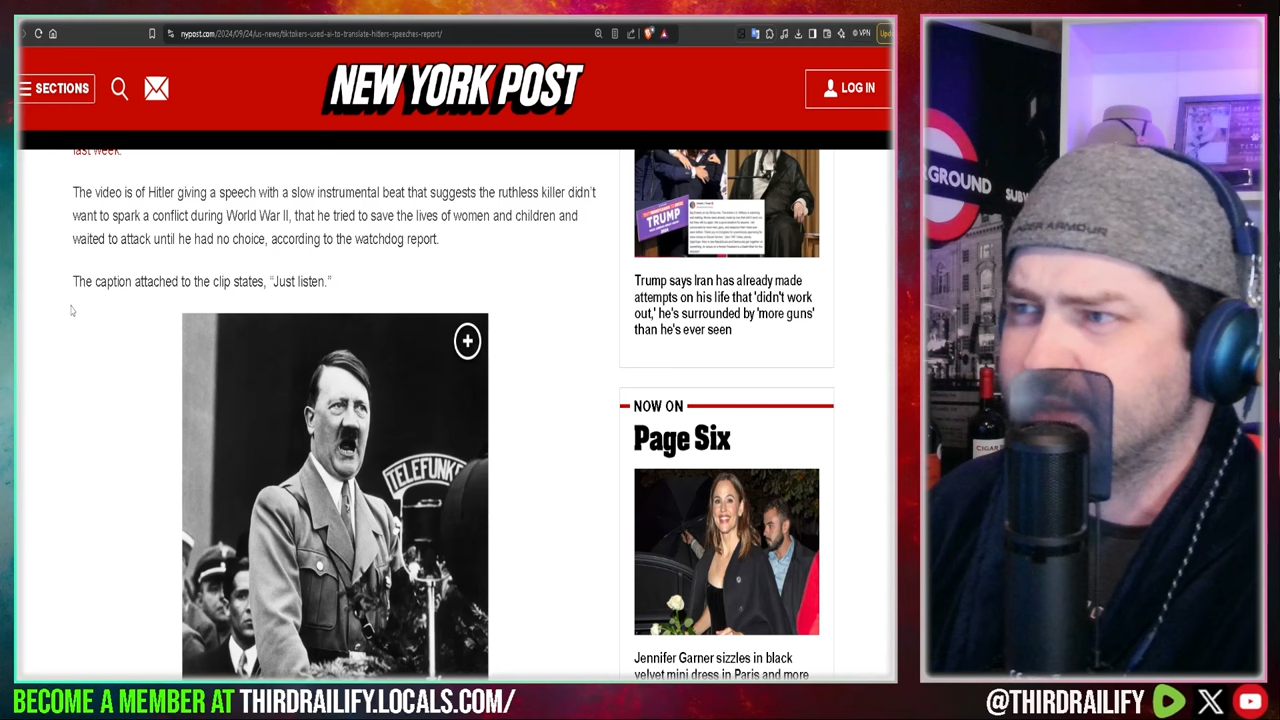 nypost.com/2024/09/24/us-news/tiktokers-used-ai-to-translate-hitlers-speeches-report/
VPN
SECTIONS
NEW YORK POST
LOG IN
last week.
The video is of Hitler giving a speech with a slow instrumental beat that suggests the ruthless killer didn't
want to spark a conflict during World War II, that he tried to save the lives of women and children and
waited to attack until he had no choice, according to the watchdog report.
The caption attached to the clip states, "Just listen."
TELEFUNK
TRUMP
Trump says Iran has already made
attempts on his life that 'didn't work
out,' he's surrounded by 'more guns'
than he's ever seen
NOW ON
Page Six
Jennifer Garner sizzles in black
velvet mini dress in Paris and more
GROUND
SUBW
UNDER ARMOUR
CIGAR
BECOME A MEMBER AT THIRDRAILIFY.LOCALS.COM/
@THIRDRAILIFY